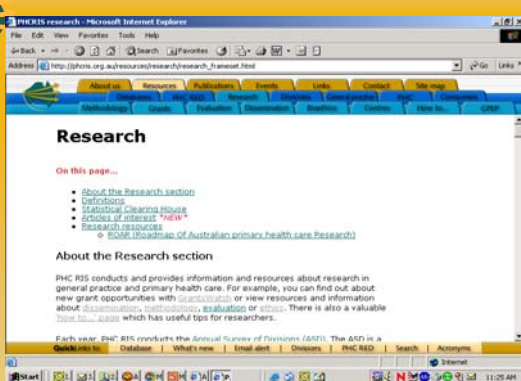 PHCRIS research - Microsoft Internet Explorer
File Edit View Favorites Tools Help
Back Search Favorites
Address http://phcris.org.au/resources/research/research_frameset.html Go Links
About us Resources Publications Events Links Contact Site map
Databases PHC RED Research Divisions General practice PHC Consumers
Methodology Grants Evaluation Dissemination Bioethics Centres How to... GPEP
Research
On this page...
About the Research section
Definitions
Statistical Clearing House
Articles of interest *NEW*
Research resources
ROAR (Roadmap Of Australian primary health care Research)
About the Research section
PHC RIS conducts and provides information and resources about research in
general practice and primary health care. For example, you can find out about
new grant opportunities with GrantsWatch or view resources and information
about dissemination, methodology, evaluation or ethics. There is also a valuable
'how to...' page which has useful tips for researchers.
Each year, PHC RIS conducts the Annual Survey of Divisions (ASD). The ASD is a
QuickLinks to: Database | What's new | Email alert | Divisions | PHC RED | Search | Acronyms
Internet
Start 11:25 AM